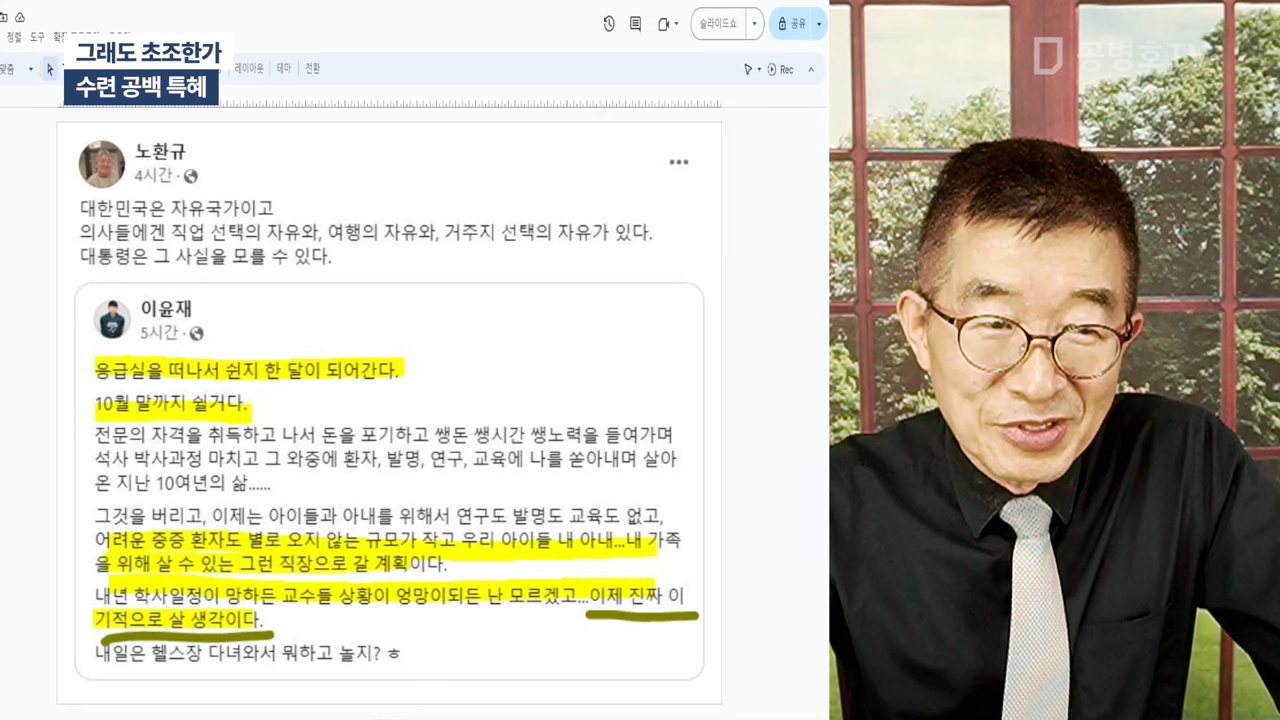 정렬 도구
슬라이드쇼
공유
그래도 초조한가
수련 공백 특혜
맞춤
레이아웃
테마
전환
Rec
공병호TV
노환규
4시간
대한민국은 자유국가이고
의사들에겐 직업 선택의 자유와, 여행의 자유와, 거주지 선택의 자유가 있다.
대통령은 그 사실을 모를 수 있다.
이윤재
5시간
응급실을 떠나서 쉰지 한 달이 되어간다.
10월 말까지 쉴거다.
전문의 자격을 취득하고 나서 돈을 포기하고 쌩돈 쌩시간 쌩노력을 들여가며
석사 박사과정 마치고 그 와중에 환자, 발명, 연구, 교육에 나를 쏟아내며 살아
온 지난 10여년의 삶......
그것을 버리고, 이제는 아이들과 아내를 위해서 연구도 발명도 교육도 없고,
어려운 중증 환자도 별로 오지 않는 규모가 작고 우리 아이들 내 아내...내 가족
을 위해 살 수 있는 그런 직장으로 갈 계획이다.
내년 학사일정이 망하든 교수들 상황이 엉망이되든 난 모르겠고...이제 진짜 이
기적으로 살 생각이다.
내일은 헬스장 다녀와서 뭐하고 놀지? ㅎ